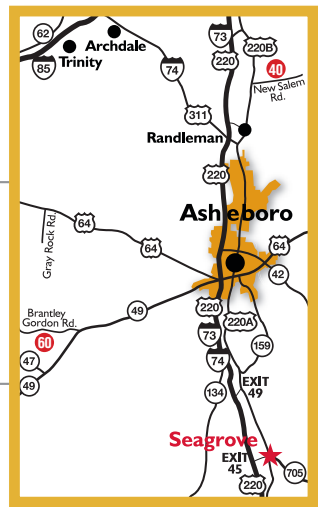 62
Archdale
Trinity
85
74
73
220
220B
40
New Salem
Rd.
311
Randleman
220
Asheboro
Gray Rock Rd.
64
64
64
42
49
220
220A
Brantley
Gordon Rd.
60
73
159
47
74
49
134
EXIT
49
Seagrove
EXIT
45
705
220